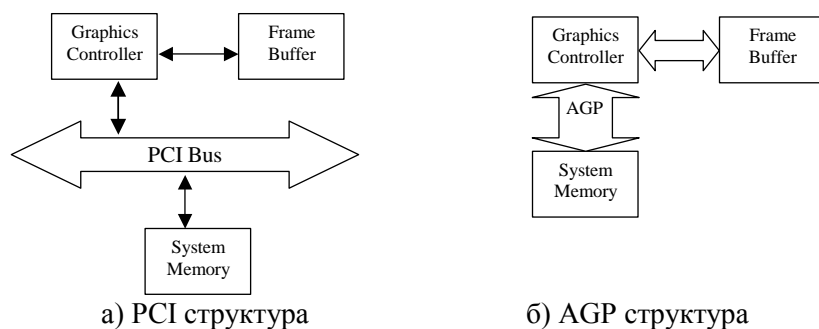 Graphics
Controller
Frame
Buffer
PCI Bus
System
Memory
а) PCI структура
Graphics
Controller
Frame
Buffer
AGP
System
Memory
б) AGP структура